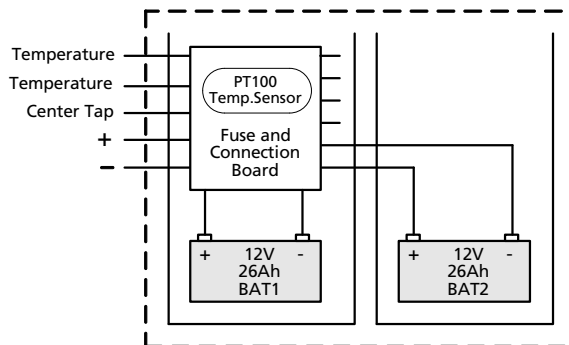 Temperature
Temperature
Center Tap
+
−
PT100
Temp.Sensor
Fuse and
Connection
Board
+ 12V -
26Ah
BAT1
+ 12V -
26Ah
BAT2